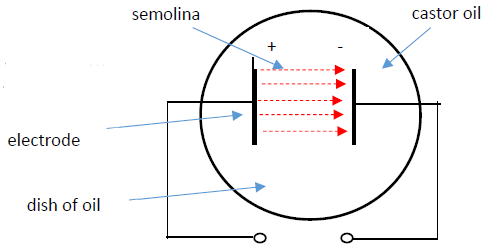 semolina
castor oil
+ -
electrode
dish of oil